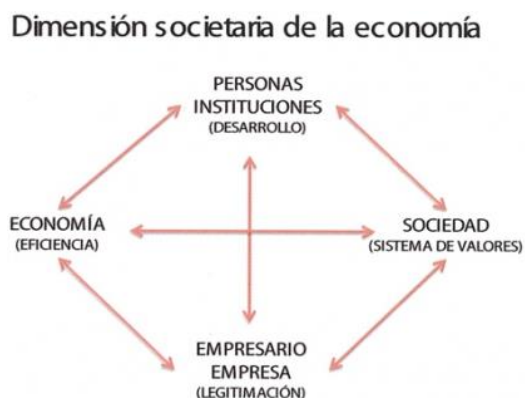 Dimensión societaria de la economía
PERSONAS
INSTITUCIONES
(DESARROLLO)
ECONOMÍA
(EFICIENCIA)
SOCIEDAD
(SISTEMA DE VALORES)
EMPRESARIO
EMPRESA
(LEGITIMACIÓN)